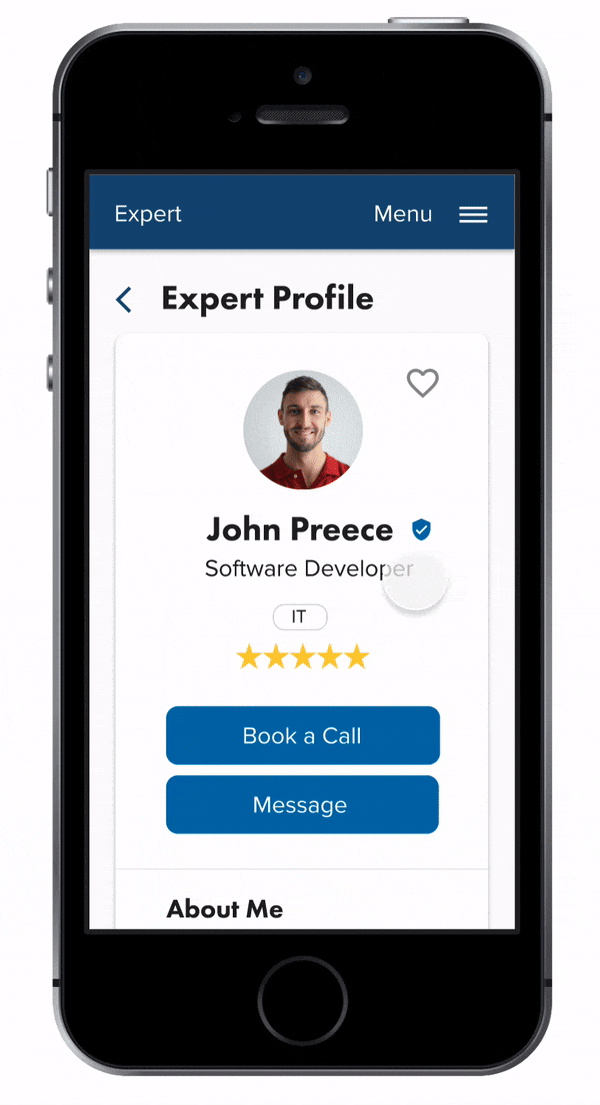 Expert Menu
Expert Profile
John Preece
Software Developer
IT
Book a Call
Message
About Me